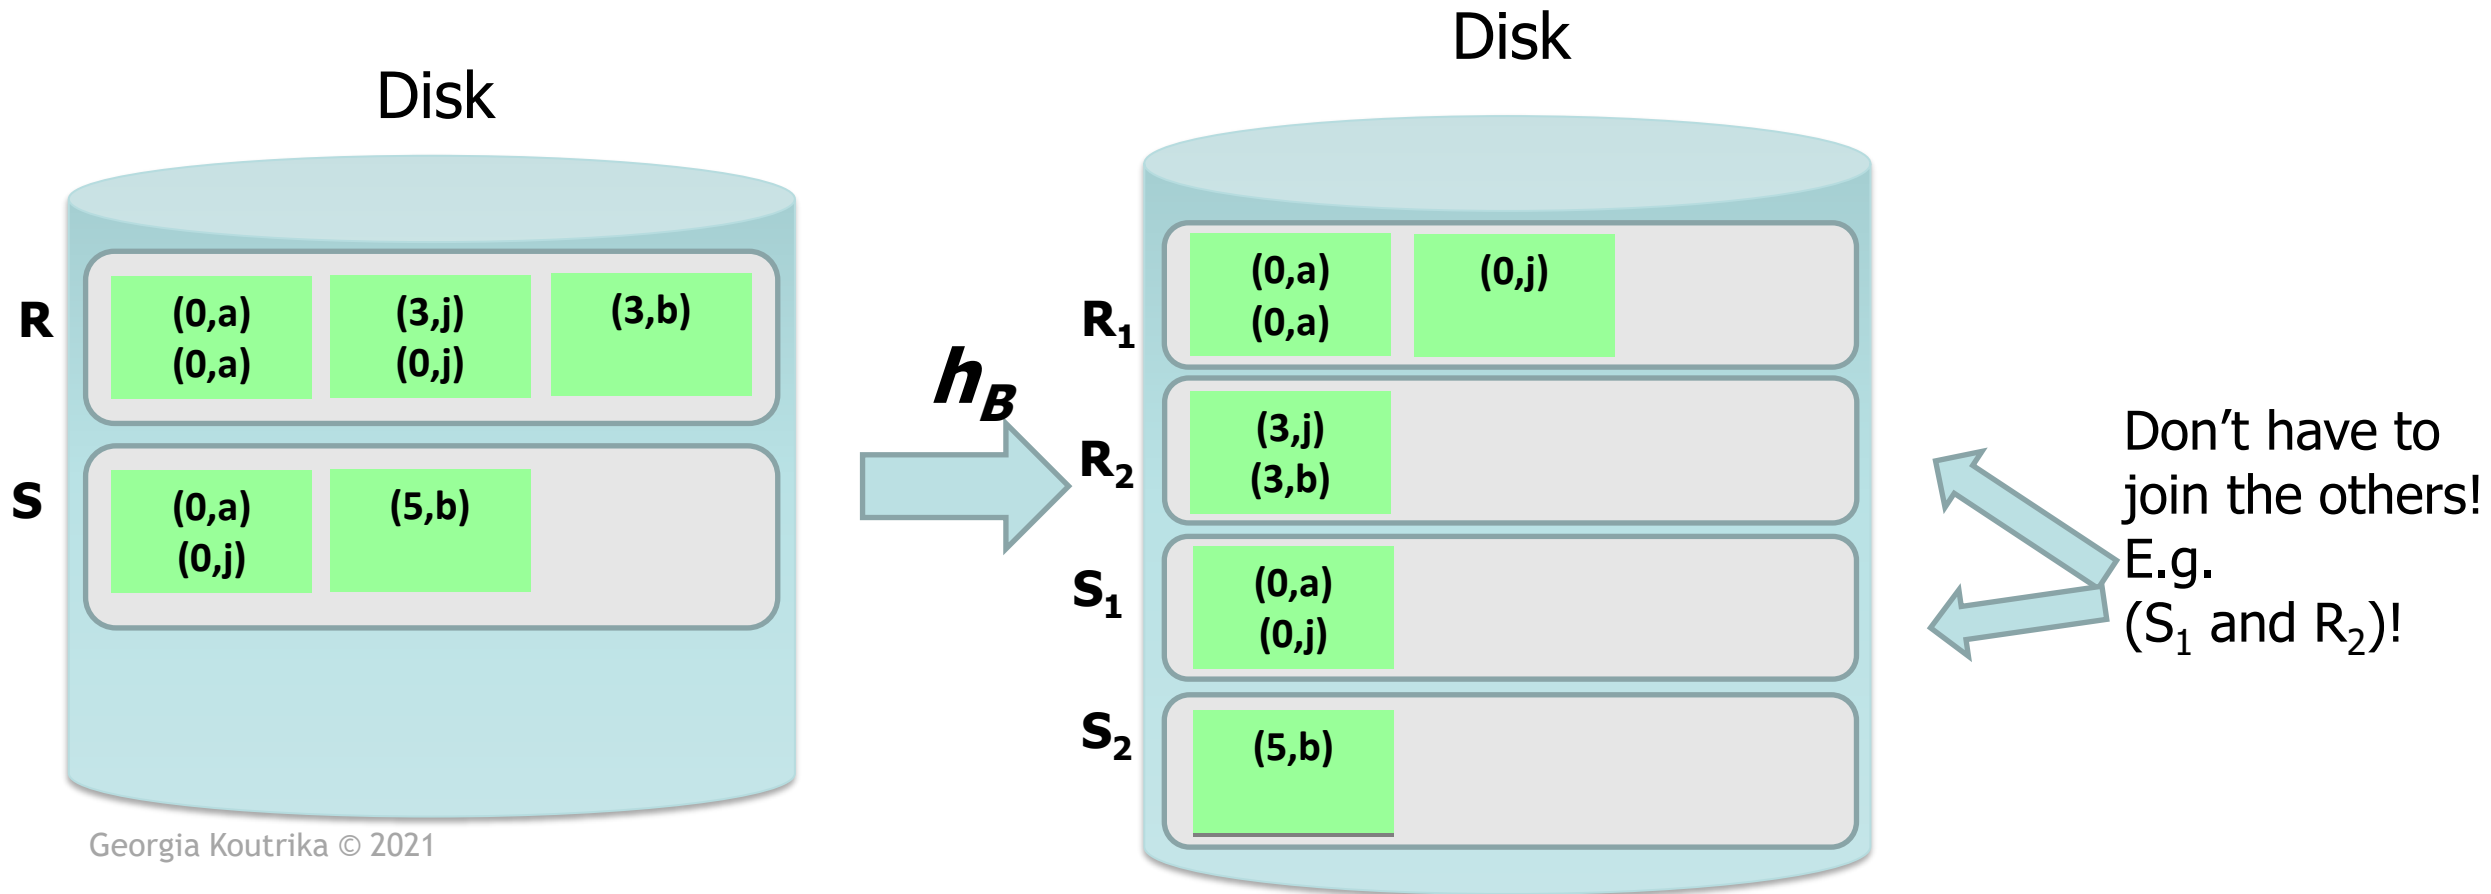 Disk
R
(0,a)
(0,a)
(3,j)
(0,j)
(3,b)
S
(0,a)
(0,j)
(5,b)
Georgia Koutrika © 2021
h_B
Disk
R₁
(0,a)
(0,a)
(0,j)
R₂
(3,j)
(3,b)
S₁
(0,a)
(0,j)
S₂
(5,b)
Don’t have to
join the others!
E.g.
(S₁ and R₂)!